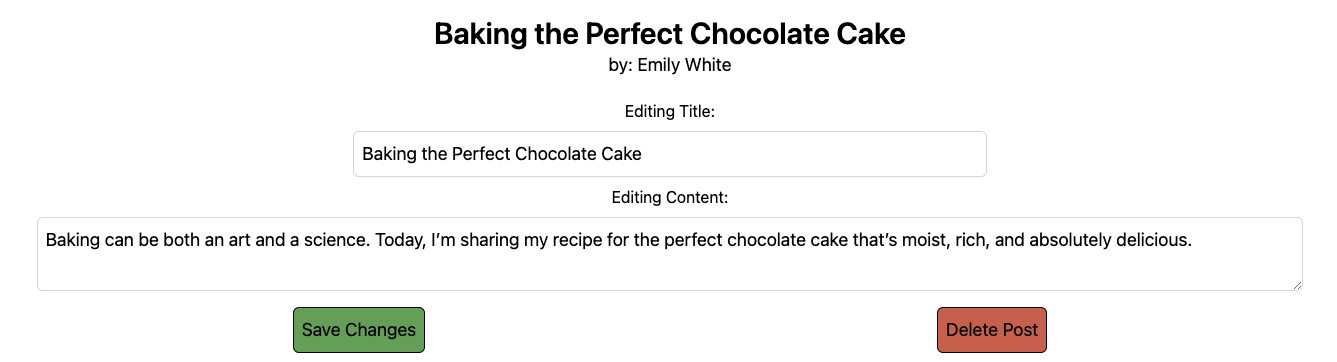 Baking the Perfect Chocolate Cake
by: Emily White
Editing Title:
Baking the Perfect Chocolate Cake
Editing Content:
Baking can be both an art and a science. Today, I’m sharing my recipe for the perfect chocolate cake that’s moist, rich, and absolutely delicious.
Save Changes
Delete Post